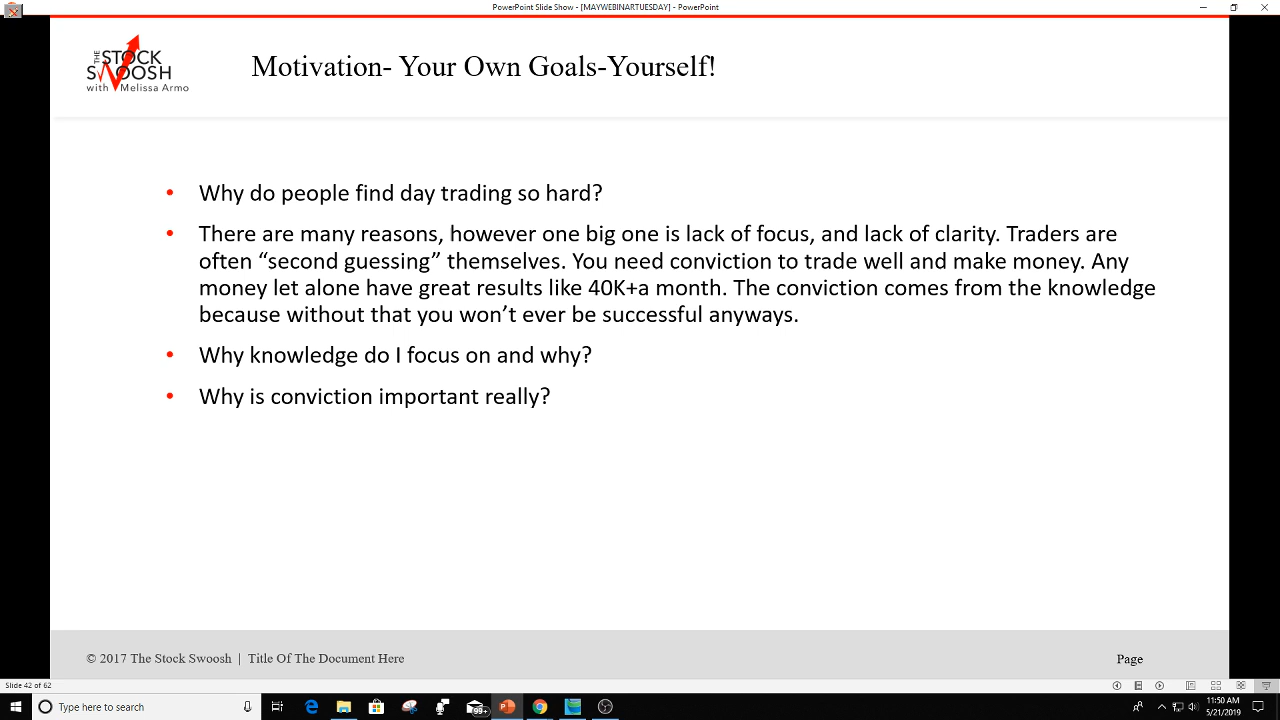 PowerPoint Slide Show - [MAYWEBINARTUESDAY] - PowerPoint
THE STOCK
SWOOSH
with Melissa Armo
Motivation- Your Own Goals-Yourself!
• Why do people find day trading so hard?
• There are many reasons, however one big one is lack of focus, and lack of clarity. Traders are
often “second guessing” themselves. You need conviction to trade well and make money. Any
money let alone have great results like 40K+a month. The conviction comes from the knowledge
because without that you won’t ever be successful anyways.
• Why knowledge do I focus on and why?
• Why is conviction important really?
© 2017 The Stock Swoosh | Title Of The Document Here
Page
Slide 42 of 62
Type here to search
99+
11:50 AM
5/21/2019